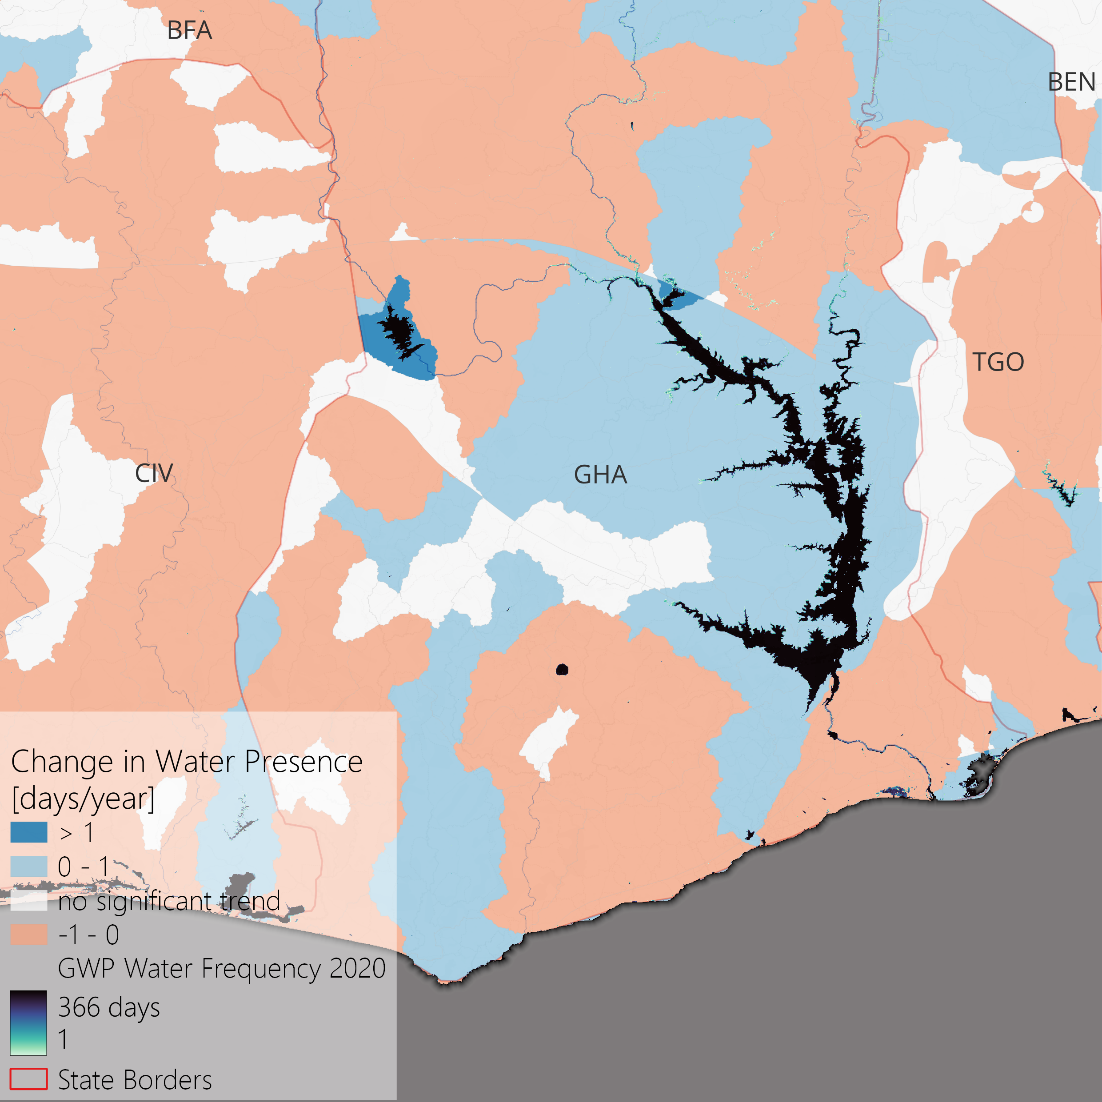 BFA
BEN
TGO
CIV
GHA
Change in Water Presence
[days/year]
> 1
0 - 1
no significant trend
-1 - 0
GWP Water Frequency 2020
366 days
1
State Borders